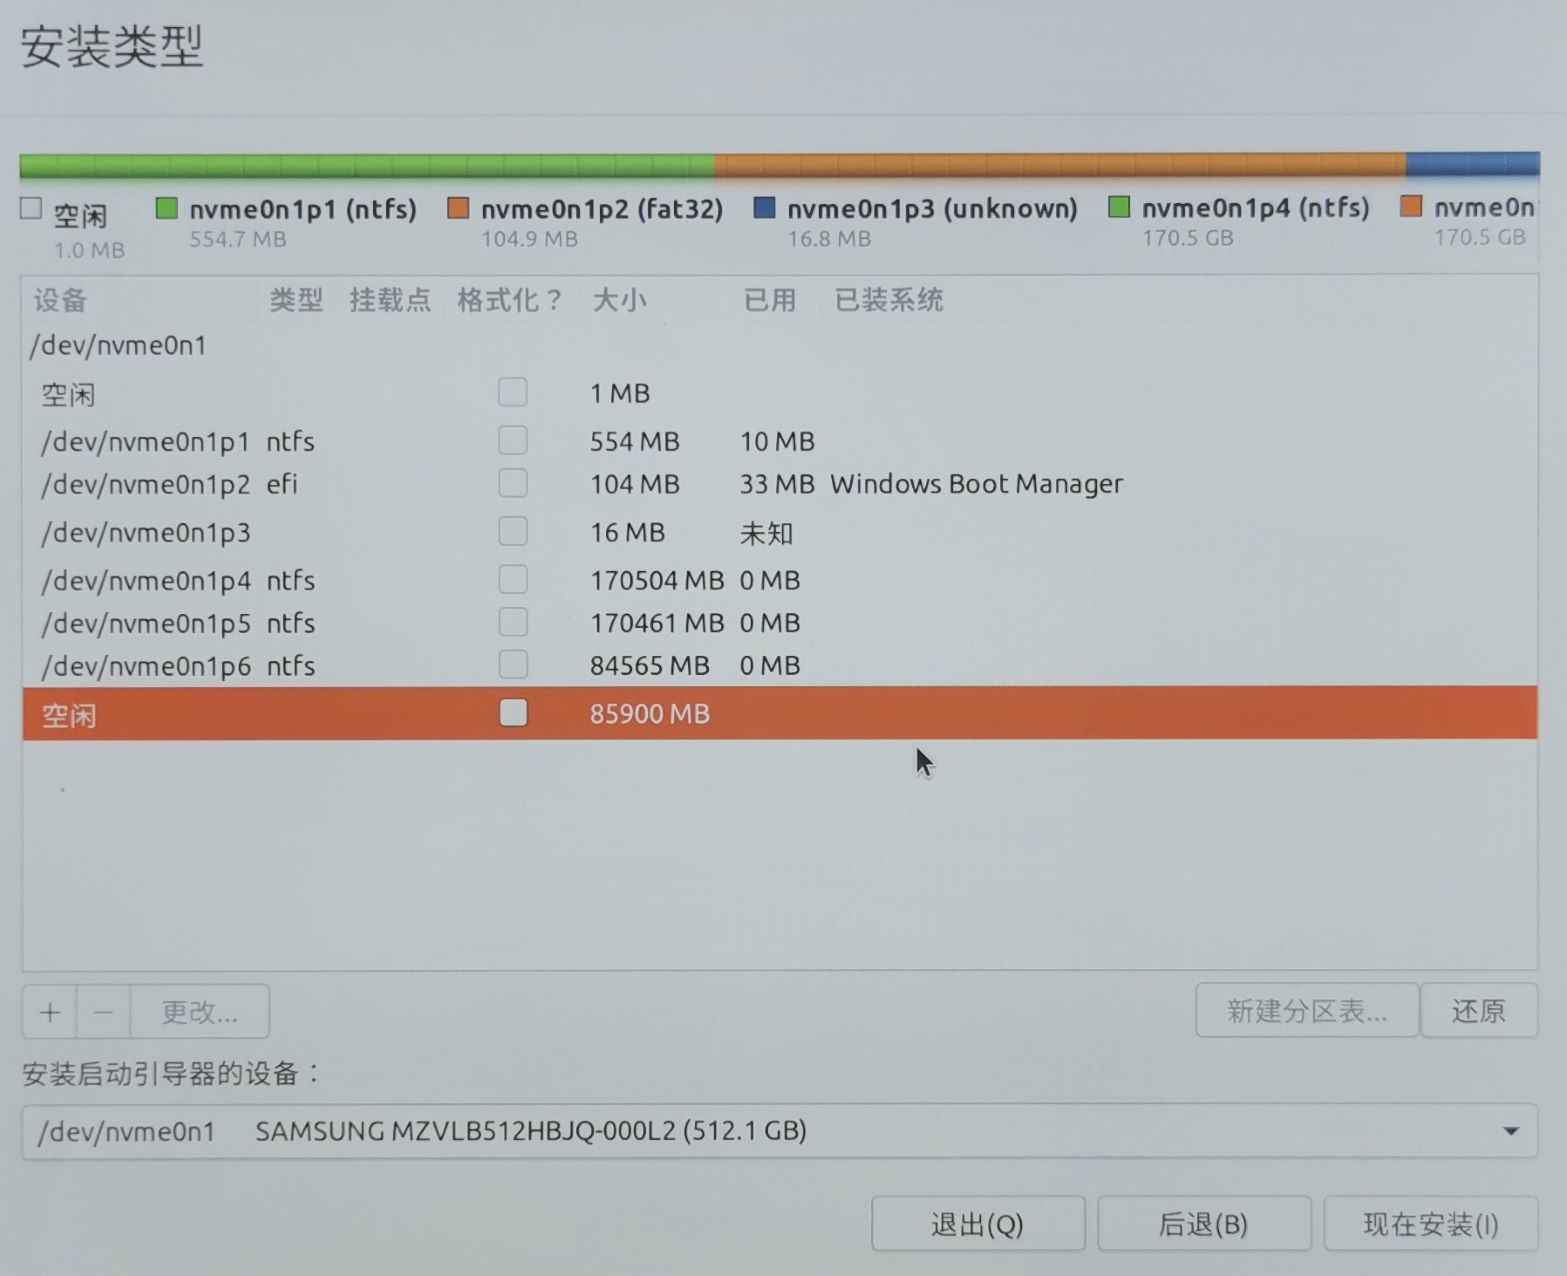 安装类型
空闲 nvme0n1p1 (ntfs) nvme0n1p2 (fat32) nvme0n1p3 (unknown) nvme0n1p4 (ntfs) nvme0n
1.0 MB 554.7 MB 104.9 MB 16.8 MB 170.5 GB 170.5 GB
设备 类型 挂载点 格式化？ 大小 已用 已装系统
/dev/nvme0n1
空闲 1 MB
/dev/nvme0n1p1 ntfs 554 MB 10 MB
/dev/nvme0n1p2 efi 104 MB 33 MB Windows Boot Manager
/dev/nvme0n1p3 16 MB 未知
/dev/nvme0n1p4 ntfs 170504 MB 0 MB
/dev/nvme0n1p5 ntfs 170461 MB 0 MB
/dev/nvme0n1p6 ntfs 84565 MB 0 MB
空闲 85900 MB
+ − 更改... 新建分区表... 还原
安装启动引导器的设备：
/dev/nvme0n1 SAMSUNG MZVLB512HBJQ-000L2 (512.1 GB)
退出(Q) 后退(B) 现在安装(I)